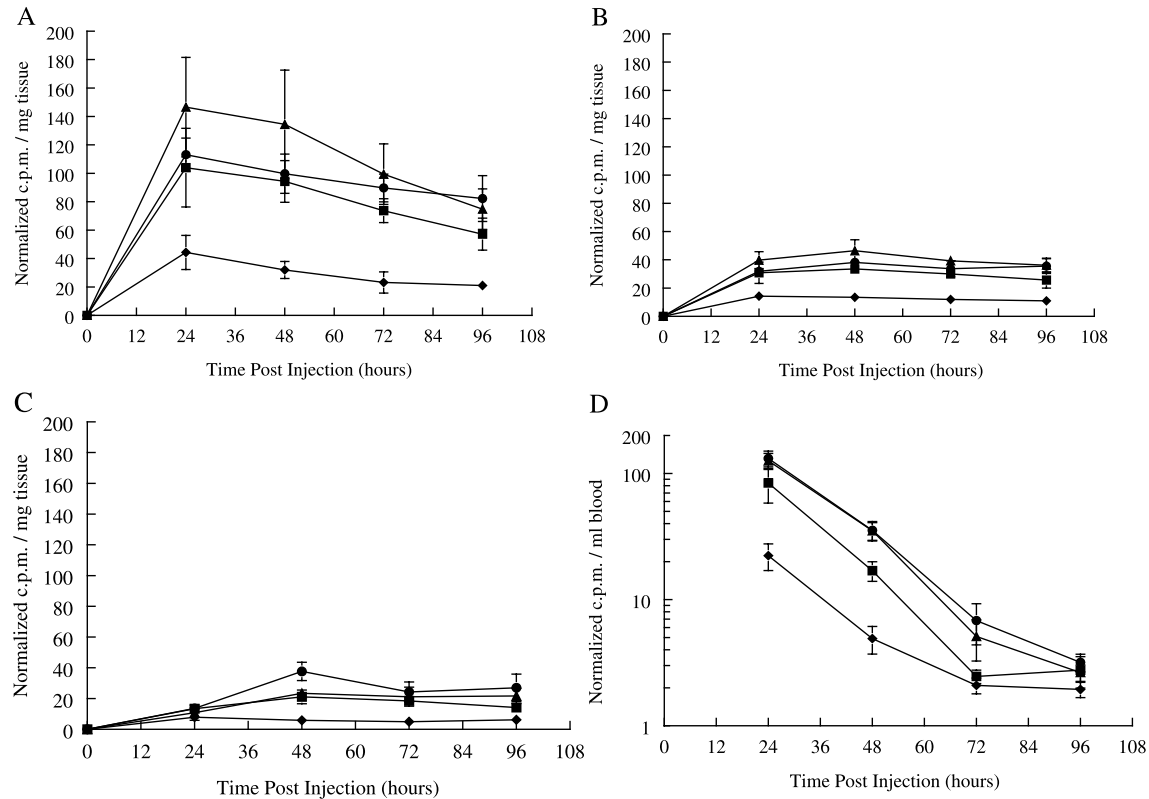 A
Normalized c.p.m. / mg tissue
200
180
160
140
120
100
80
60
40
20
0
0 12 24 36 48 60 72 84 96 108
Time Post Injection (hours)
B
Normalized c.p.m. / mg tissue
200
180
160
140
120
100
80
60
40
20
0
0 12 24 36 48 60 72 84 96 108
Time Post Injection (hours)
C
Normalized c.p.m. / mg tissue
200
180
160
140
120
100
80
60
40
20
0
0 12 24 36 48 60 72 84 96 108
Time Post Injection (hours)
D
Normalized c.p.m. / ml blood
200
100
10
1
0 12 24 36 48 60 72 84 96 108
Time Post Injection (hours)